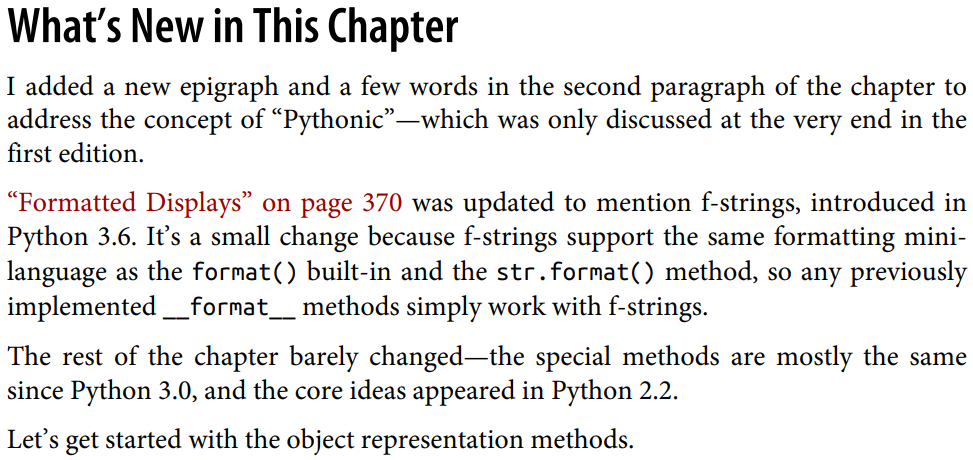 What’s New in This Chapter
I added a new epigraph and a few words in the second paragraph of the chapter to
address the concept of “Pythonic”—which was only discussed at the very end in the
first edition.
“Formatted Displays” on page 370 was updated to mention f-strings, introduced in
Python 3.6. It’s a small change because f-strings support the same formatting mini-
language as the format() built-in and the str.format() method, so any previously
implemented __format__ methods simply work with f-strings.
The rest of the chapter barely changed—the special methods are mostly the same
since Python 3.0, and the core ideas appeared in Python 2.2.
Let’s get started with the object representation methods.